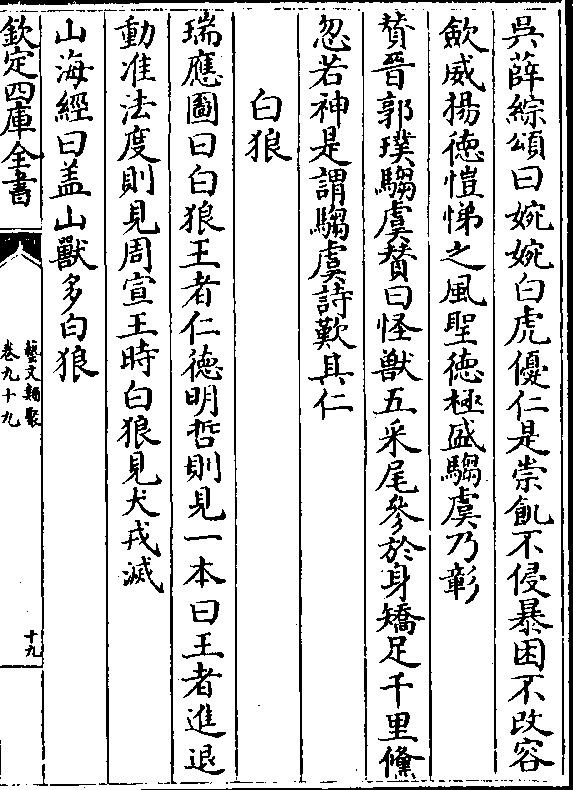 吳薛綜頌曰婉婉白虎優仁是崇飢不侵暴困不改容
歛威揚徳愷悌之風聖徳極盛騶虞乃彰
賛晉郭璞騶虞賛曰怪獸五采尾參於身矯足千里儵
忽若神是謂騶虞詩歎其仁
白狼
瑞應圖曰白狼王者仁徳明哲則見一本曰王者進退
動准法度則見周宣王時白狼見犬戎滅
山海經曰盖山獸多白狼
欽定四庫全書
藝文類聚
卷九十九
十九